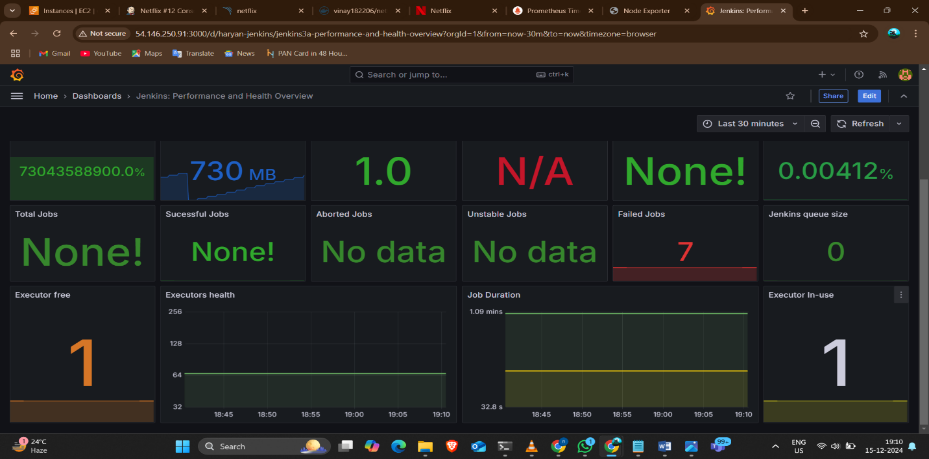 Instances | EC2 |
Netflix #12 Cons
netflix
vinay182206/net
Netflix
Prometheus Tim
Node Exporter
Jenkins: Perform
Not secure
54.146.250.91:3000/d/haryan-jenkins/jenkins3a-performance-and-health-overview?orgId=1&from=now-30m&to=now&timezone=browser
Gmail
YouTube
Maps
Translate
News
PAN Card in 48 Hou...
Search or jump to...
ctrl+k
Home › Dashboards › Jenkins: Performance and Health Overview
Share
Edit
Last 30 minutes
Refresh
73043588900.0%
730 MB
1.0
N/A
None!
0.00412%
Total Jobs
Sucessful Jobs
Aborted Jobs
Unstable Jobs
Failed Jobs
Jenkins queue size
None!
None!
No data
No data
7
0
Executor free
Executors health
Job Duration
Executor In-use
1
256
128
64
32
18:45 18:50 18:55 19:00 19:05 19:10
1.09 mins
32.8 s
18:45 18:50 18:55 19:00 19:05 19:10
1
1
24°C
Haze
Search
1
99+
ENG
US
19:10
15-12-2024